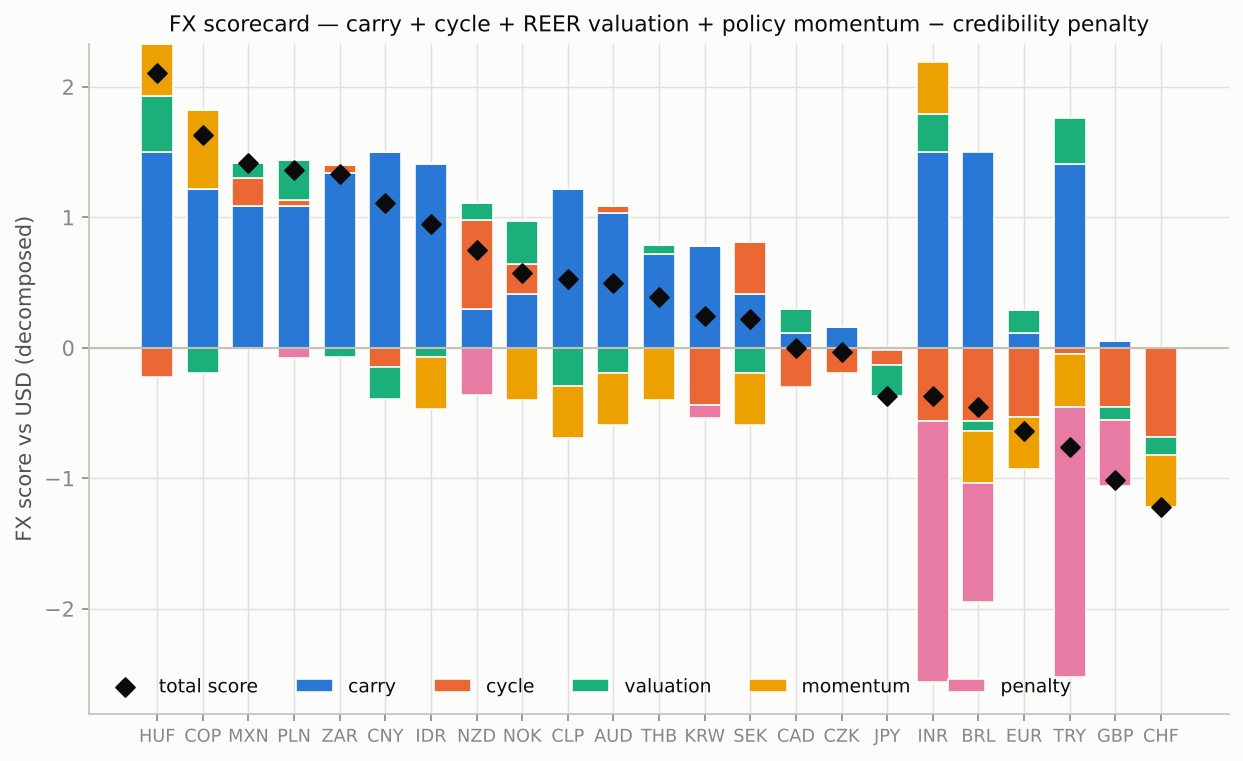 FX scorecard — carry + cycle + REER valuation + policy momentum − credibility penalty
FX score vs USD (decomposed)
2
1
0
−1
−2
total score carry cycle valuation momentum penalty
HUF COP MXN PLN ZAR CNY IDR NZD NOK CLP AUD THB KRW SEK CAD CZK JPY INR BRL EUR TRY GBP CHF